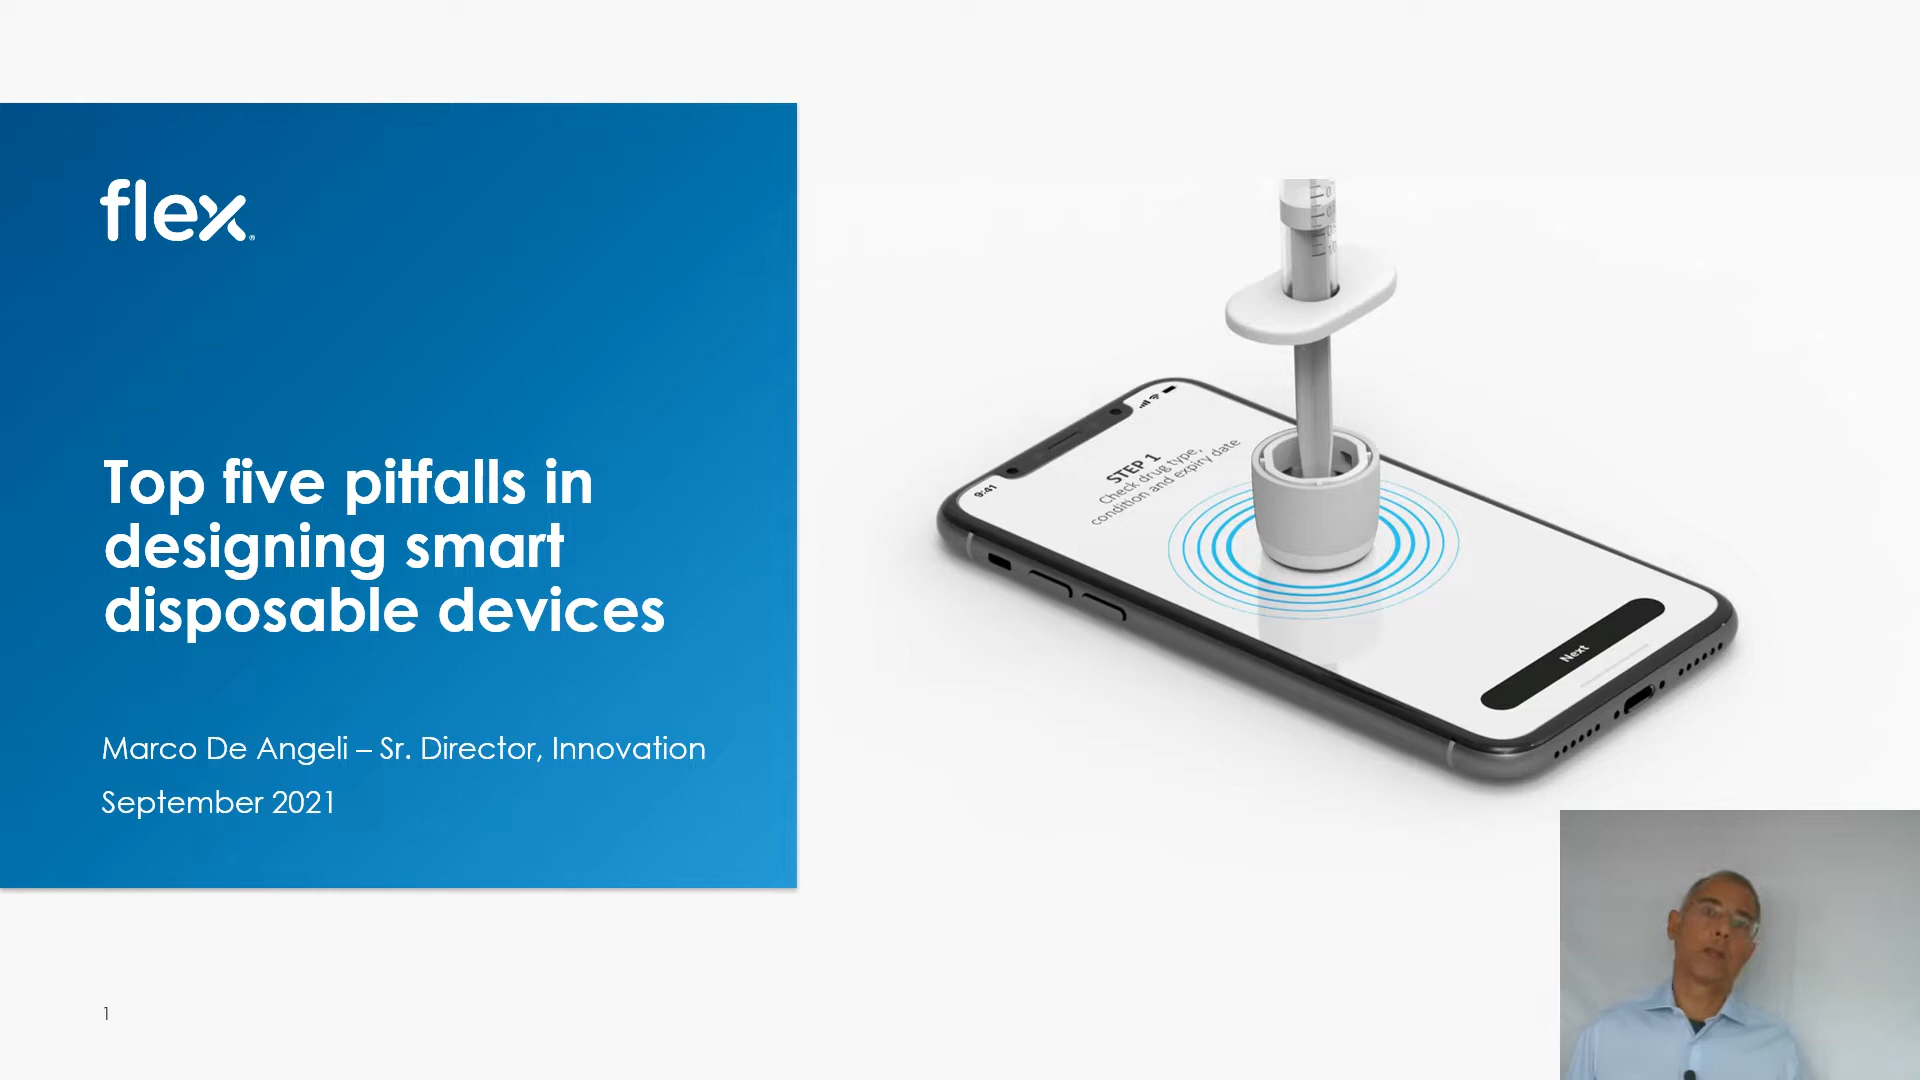 flex
Top five pitfalls in
designing smart
disposable devices
Marco De Angeli – Sr. Director, Innovation
September 2021
1
9:41
STEP 1
Check drug type,
condition and expiry date
Next